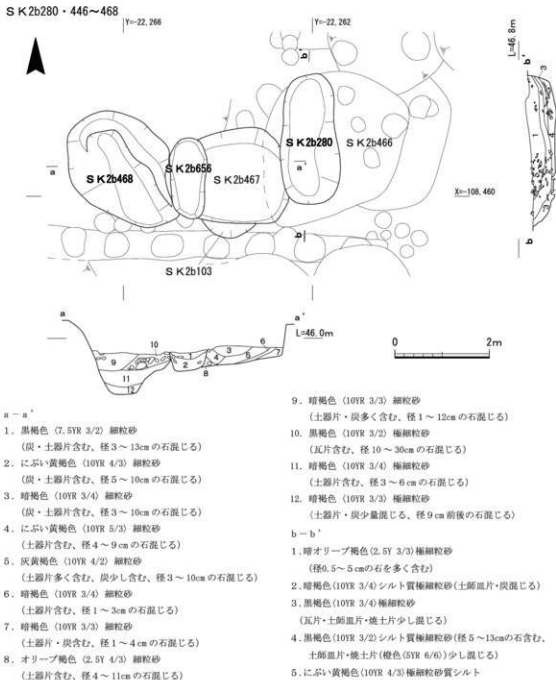 SK2b280・446～468
Y=-22,266
Y=-22,262
b'
L=46.8m
b'
3
1
4
SK2b280
SK2b466
SK2b656
SK2b468
SK2b467
a
a'
X=-108,460
b
b
SK2b103
a
a'
L=46.0m
10
6
9
1
3
7
2
4
5
8
11
12
0
2m
a－a'
1．黒褐色（7.5YR 3/2）細粒砂
（炭・土器片含む、径3～13cmの石混じる）
2．にぶい黄褐色（10YR 4/3）細粒砂
（炭・土器片含む、径5～10cmの石混じる）
3．暗褐色（10YR 3/4）細粒砂
（炭・土器片含む、径3～10cmの石混じる）
4．にぶい黄褐色（10YR 5/3）細粒砂
（土器片含む、径4～9cmの石混じる）
5．灰黄褐色（10YR 4/2）細粒砂
（土器片多く含む、炭少し含む、径3～10cmの石混じる）
6．暗褐色（10YR 3/4）細粒砂
（土器片含む、径1～3cmの石混じる）
7．暗褐色（10YR 3/3）細粒砂
（土器片・炭含む、径1～4cmの石混じる）
8．オリーブ褐色（2.5Y 4/3）細粒砂
（土器片含む、径4～11cmの石混じる）
9．暗褐色（10YR 3/3）細粒砂
（土器片・炭多く含む、径1～12cmの石混じる）
10．黒褐色（10YR 3/2）極細粒砂
（瓦片含む、径10～30cmの石混じる）
11．暗褐色（10YR 3/4）極細粒砂
（土器片含む、径3～6cmの石混じる）
12．暗褐色（10YR 3/3）極細粒砂
（土器片・炭少量混じる、径9cm前後の石混じる）
b－b'
1．暗オリーブ褐色（2.5Y 3/3）極細粒砂
（径0.5～5cmの石を多く含む）
2．暗褐色（10YR 3/4）シルト質極細粒砂（土師皿片・炭混じる）
3．黒褐色（10YR 3/4）極細粒砂
（瓦片・土師皿片・焼土片少し混じる）
4．黒褐色（10YR 3/2）シルト質極細粒砂（径5～13cmの石含む、
土師皿片・焼土片（橙色（5YR 6/6））少し混じる）
5．にぶい黄褐色（10YR 4/3）極細粒砂質シルト